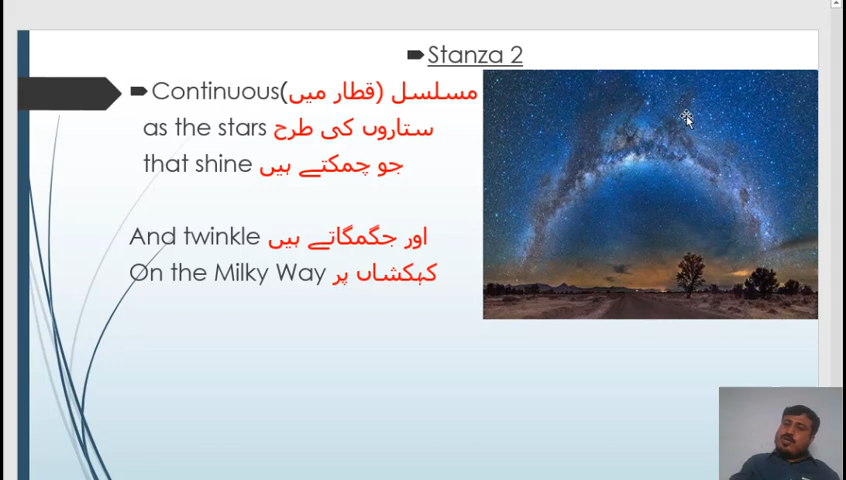 Stanza 2
Continuous(مسلسل (قطار میں
as the stars ستاروں کی طرح
that shine جو چمکتے ہیں
And twinkle اور جگمگاتے ہیں
On the Milky Way کہکشاں پر